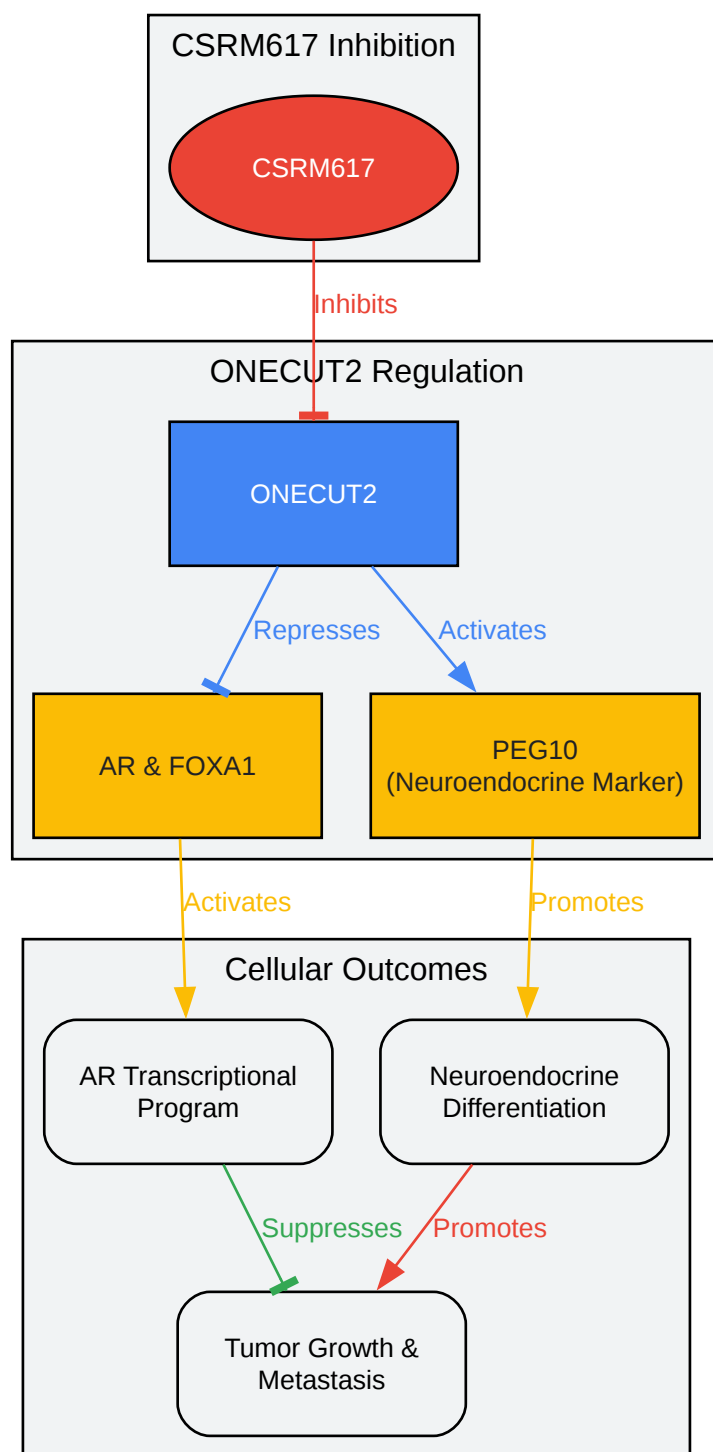 CSRM617 Inhibition
CSRM617
Inhibits
ONECUT2 Regulation
ONECUT2
Represses
Activates
AR & FOXA1
PEG10
(Neuroendocrine Marker)
Activates
Promotes
Cellular Outcomes
AR Transcriptional
Program
Neuroendocrine
Differentiation
Suppresses
Promotes
Tumor Growth &
Metastasis